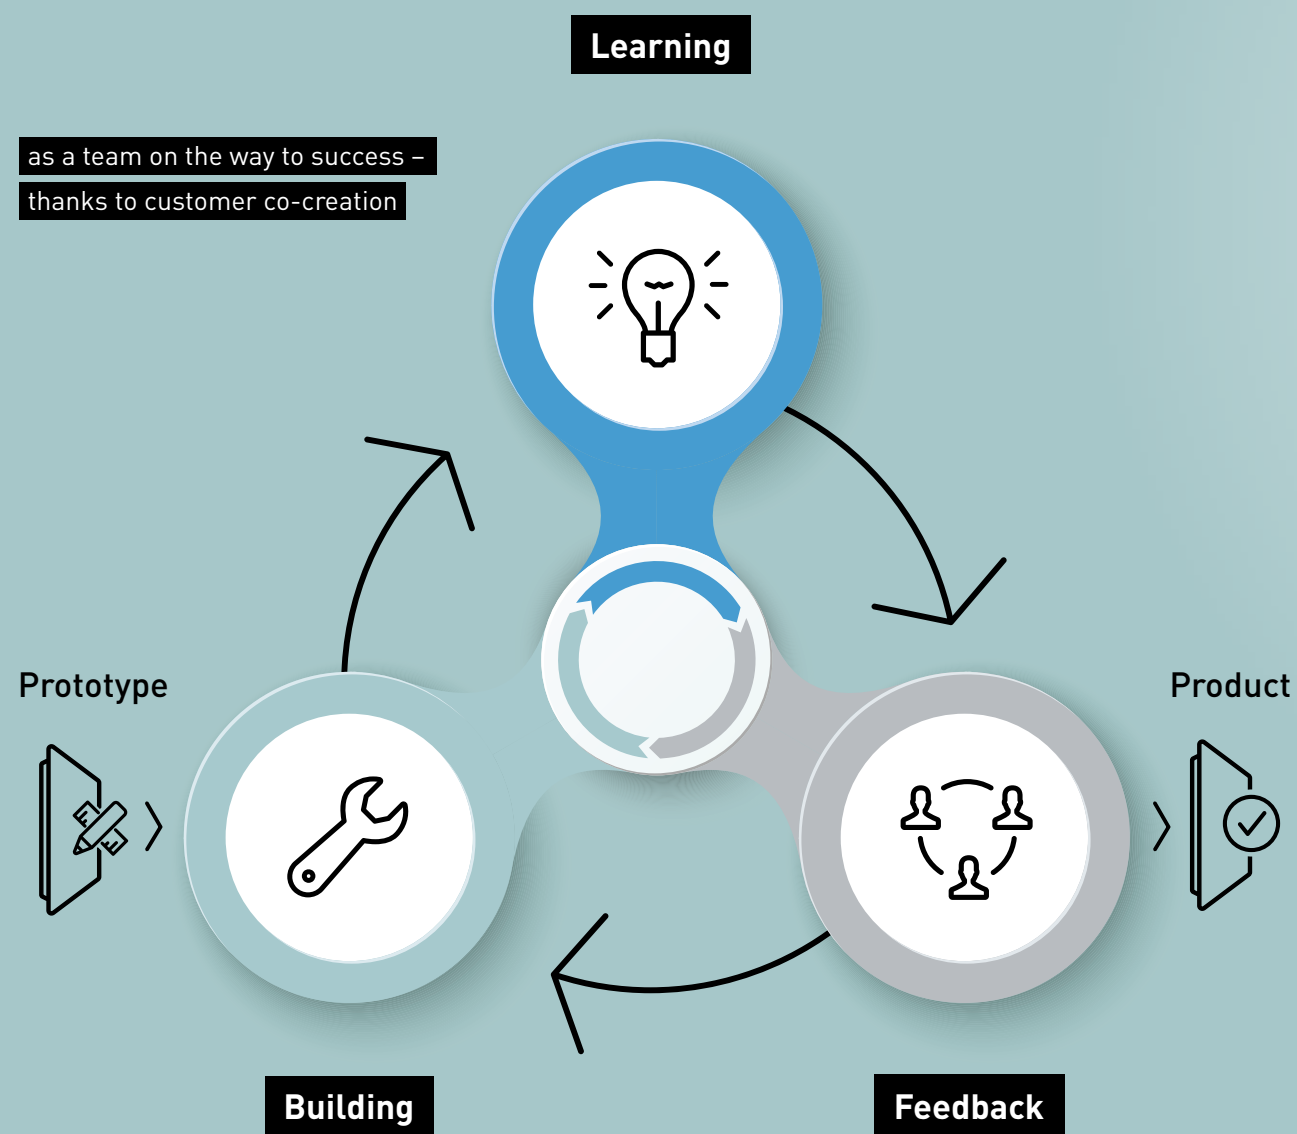 Learning
as a team on the way to success –
thanks to customer co-creation
Prototype
Product
Building
Feedback